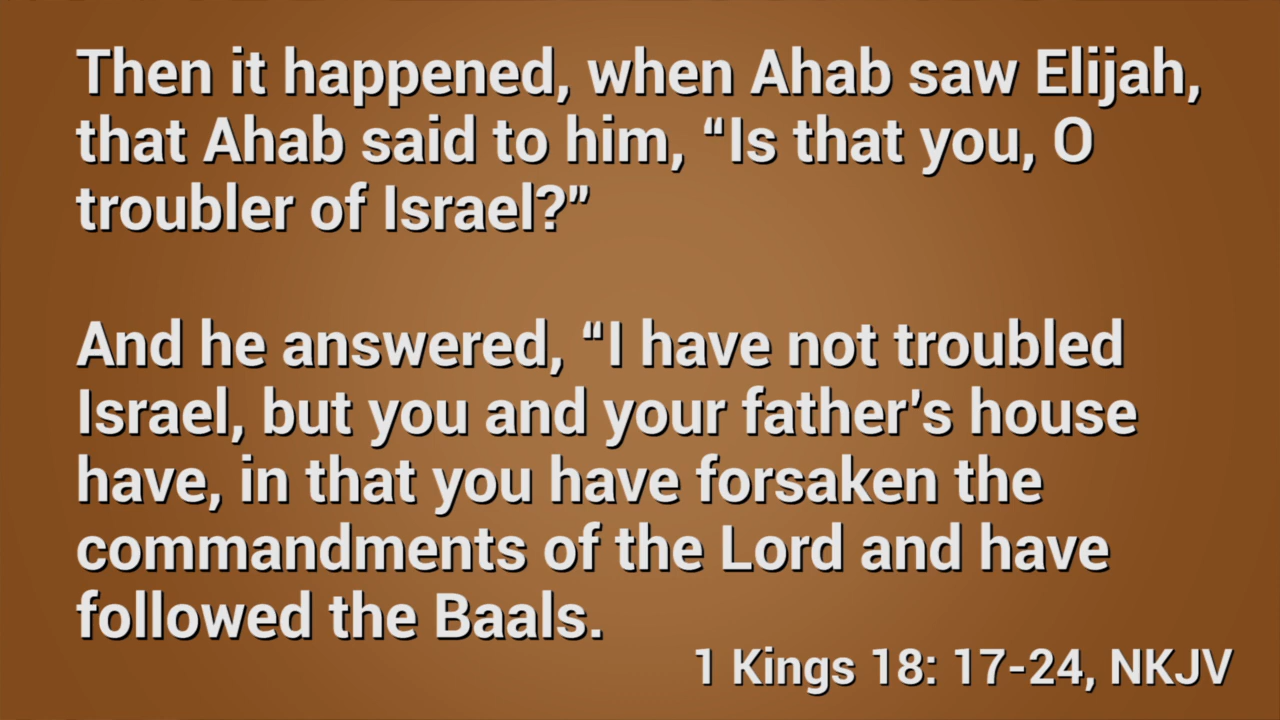 Then it happened, when Ahab saw Elijah,
that Ahab said to him, “Is that you, O
troubler of Israel?”
And he answered, “I have not troubled
Israel, but you and your father’s house
have, in that you have forsaken the
commandments of the Lord and have
followed the Baals.
1 Kings 18: 17-24, NKJV